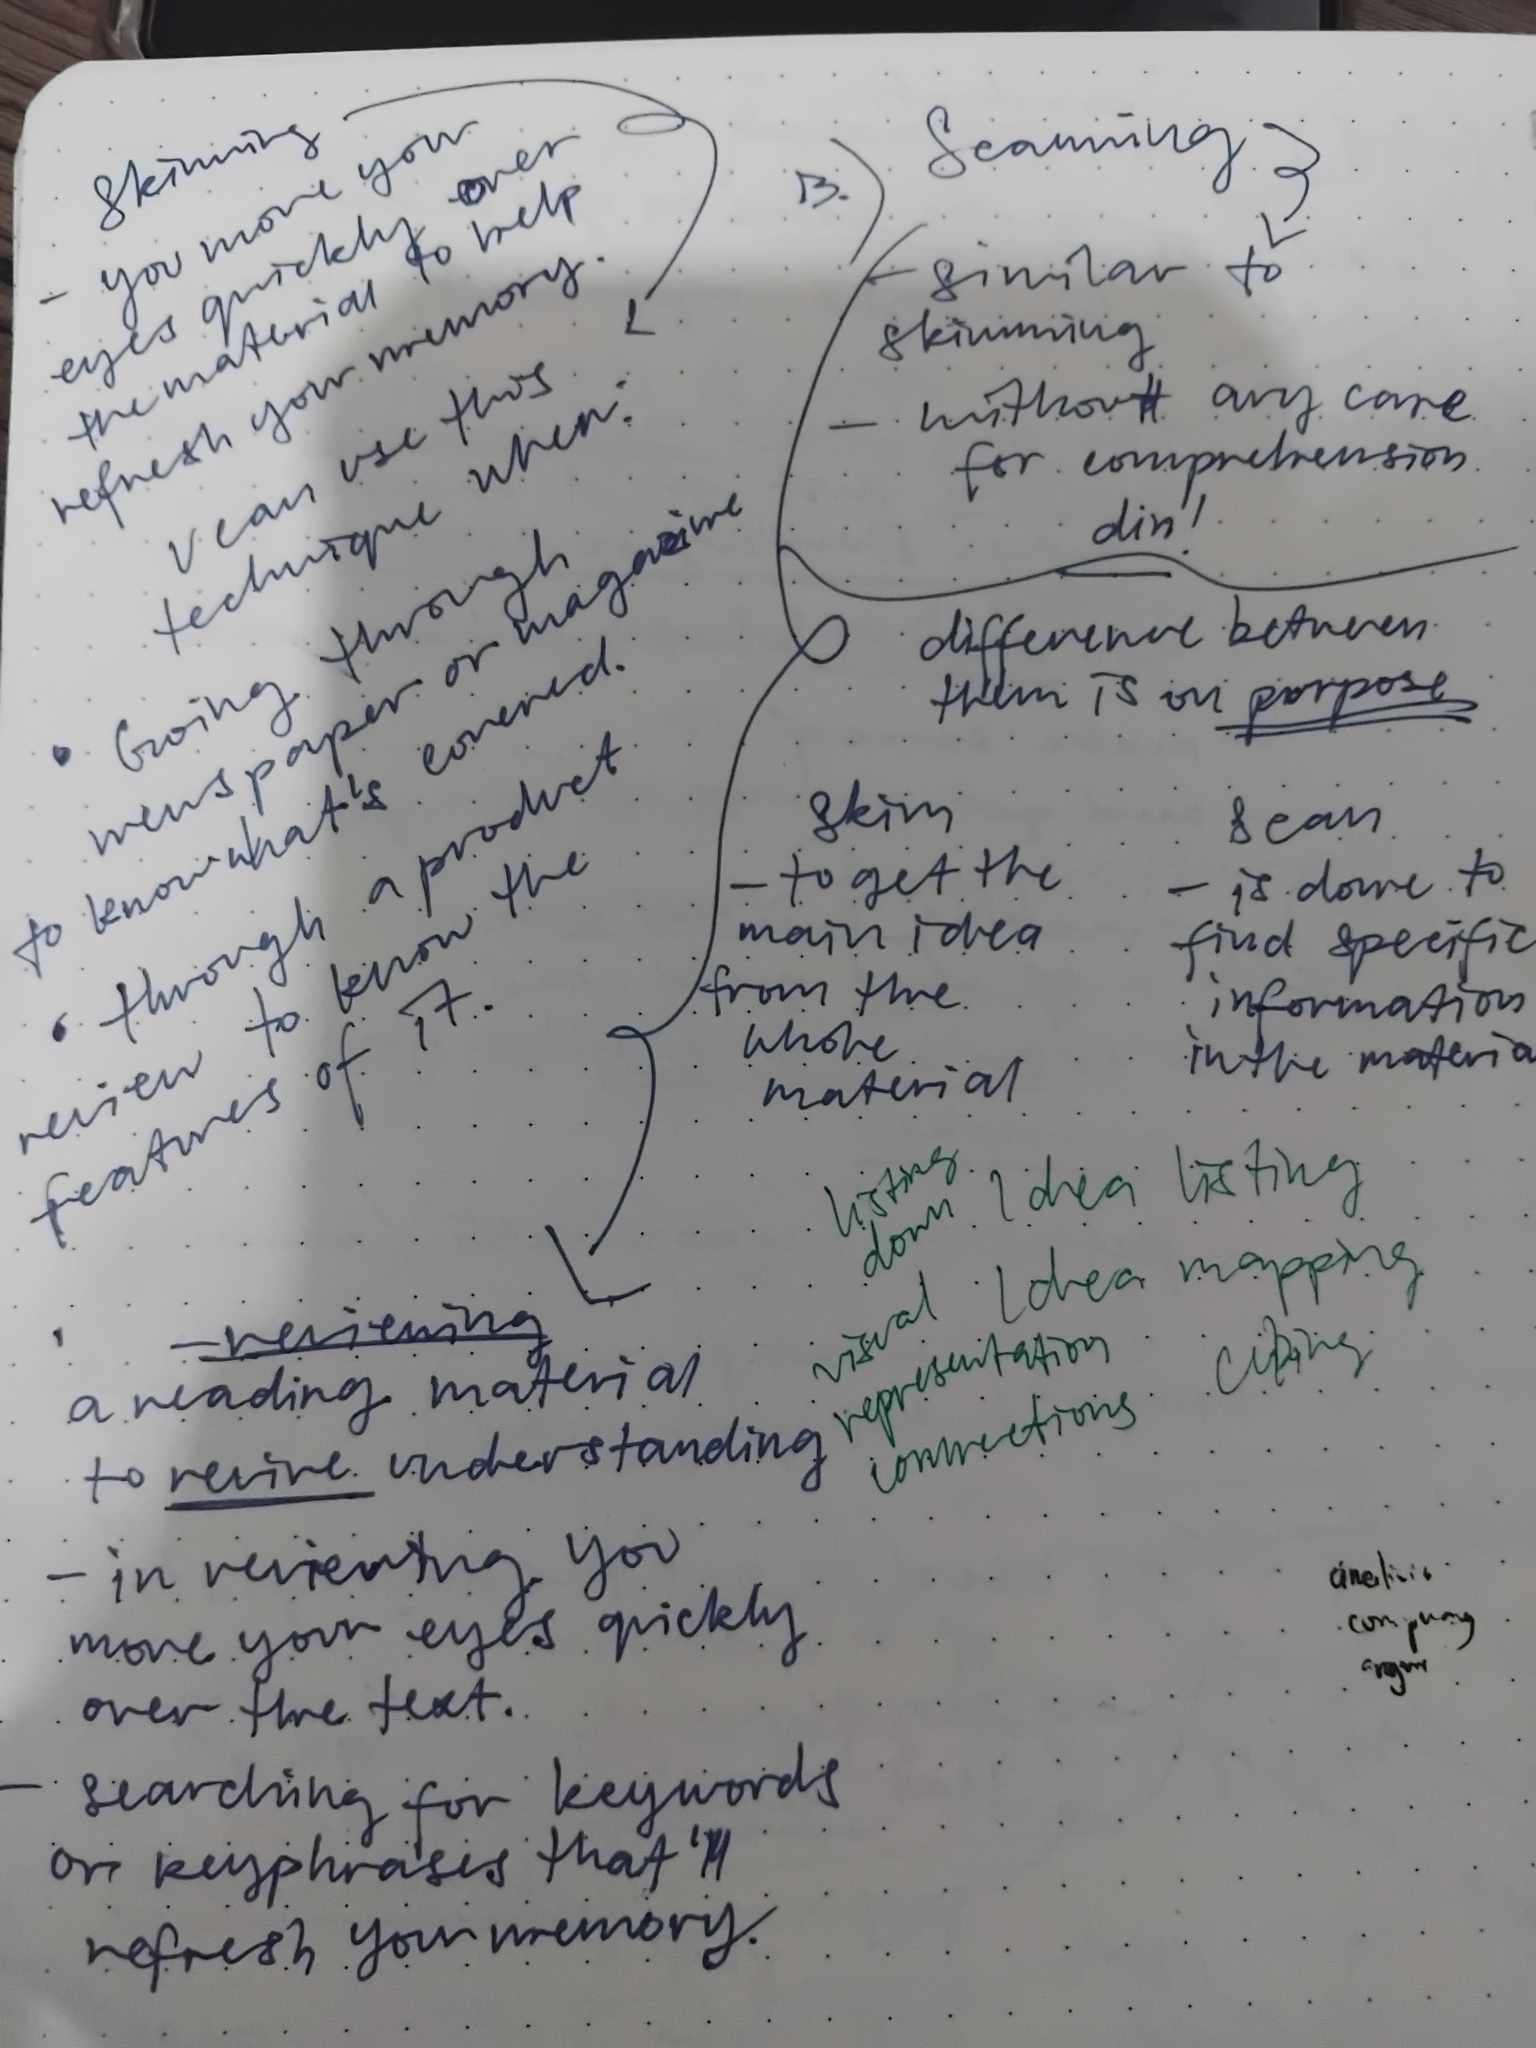 Skimming
- you move your
eyes quickly over
the material to help
refresh your memory.
U can use this
technique when:
• Going through
newspaper or magazine
to know what's covered.
• through a product
review to know the
features of it.
B. Scanning
- similar to
skimming
- without any care
for comprehension
din!
difference between
them is on purpose
Skim
- to get the
main idea
from the
whole
material
Scan
- is done to
find specific
information
in the materia
listing
down Idea listing
visual Idea mapping
representation
connections
- reviewing
a reading material
to revive understanding
- in reviewing you
move your eyes quickly
over the text.
- searching for keywords
or keyphrases that'll
refresh your memory.